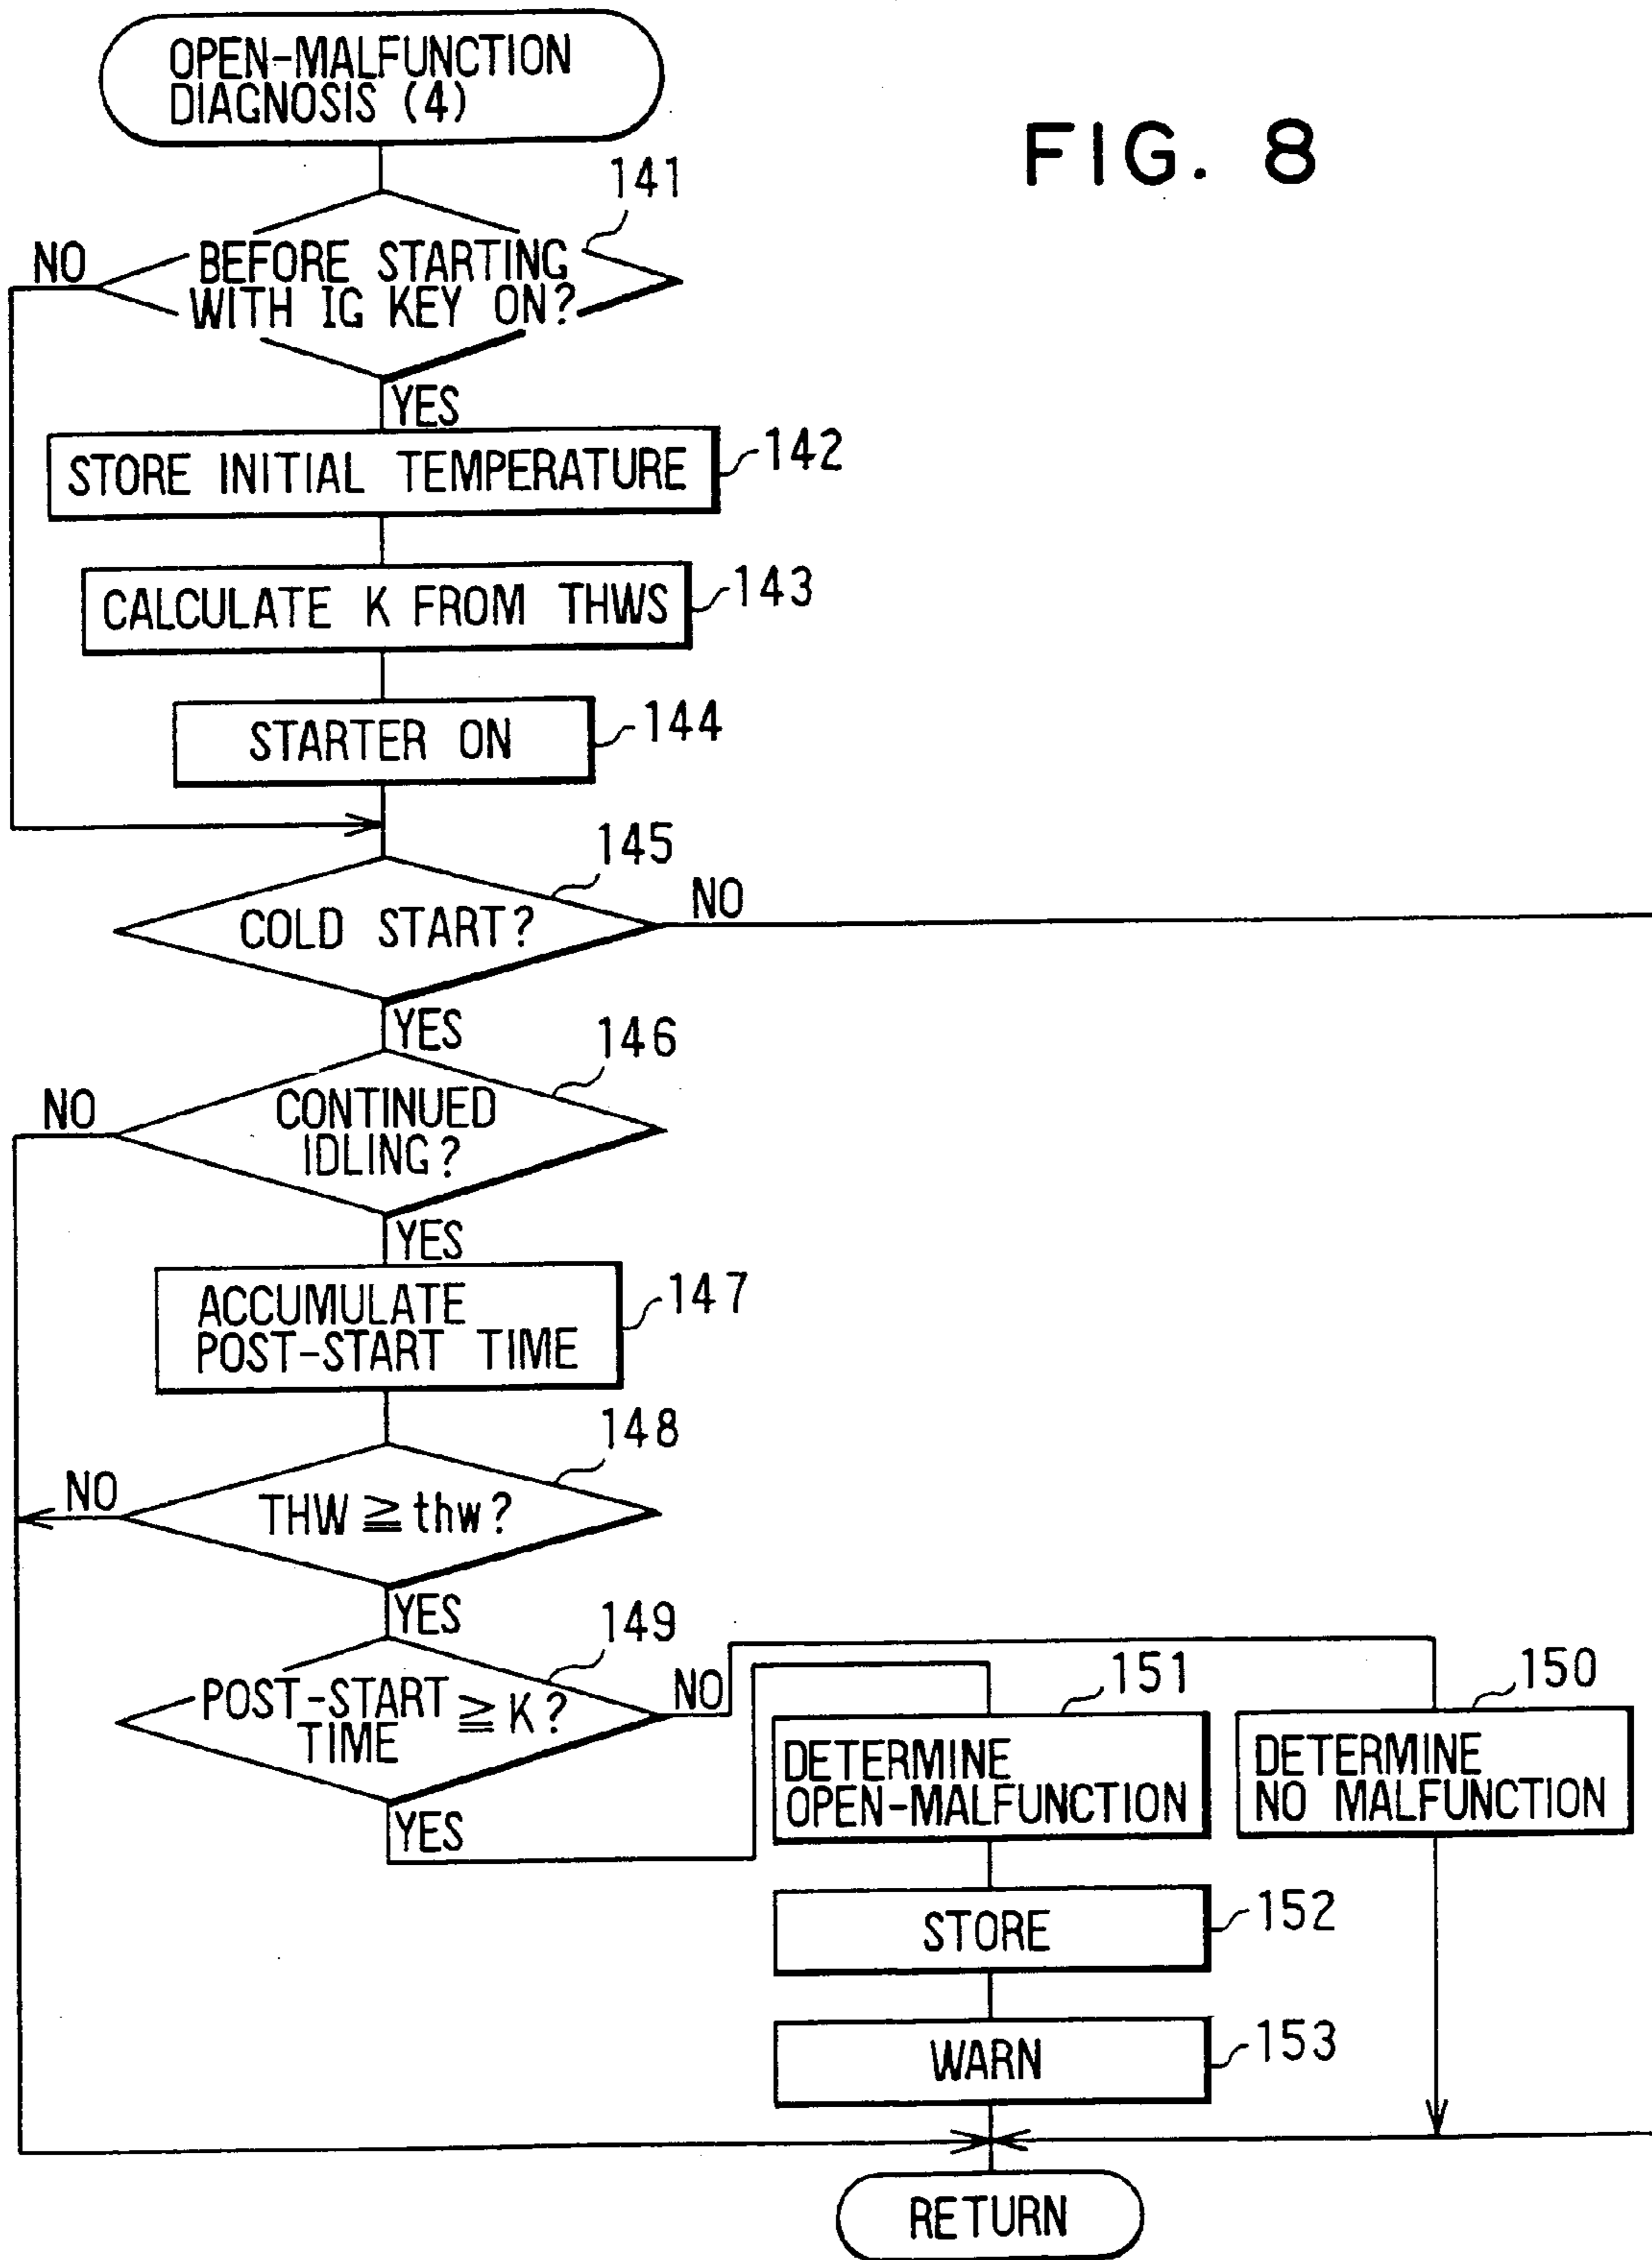 OPEN-MALFUNCTION
DIAGNOSIS (4)
FIG. 8
141
NO
BEFORE STARTING
WITH IG KEY ON?
YES
STORE INITIAL TEMPERATURE
142
CALCULATE K FROM THWS
143
STARTER ON
144
145
COLD START?
NO
YES
146
NO
CONTINUED
IDLING?
YES
ACCUMULATE
POST-START TIME
147
148
NO
THW ≧ thw?
YES
149
POST-START
TIME
≧ K?
NO
YES
151
DETERMINE
OPEN-MALFUNCTION
150
DETERMINE
NO MALFUNCTION
STORE
152
WARN
153
RETURN